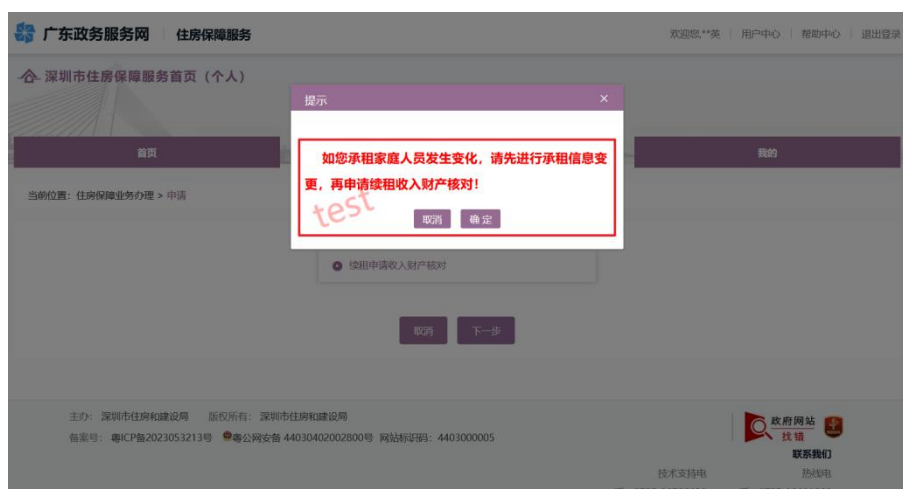 广东政务服务网 住房保障服务
欢迎您,**英 用户中心 帮助中心 退出登录
深圳市住房保障服务首页(个人)
提示 ×
首页 我的
如您承租家庭人员发生变化,请先进行承租信息变
更,再申请续租收入财产核对!
test
取消 确定
当前位置:住房保障业务办理 > 申请
续租申请收入财产核对
取消 下一步
主办:深圳市住房和建设局 版权所有:深圳市住房和建设局
备案号:粤ICP备2023053213号 粤公网安备 44030402002800号 网站标识码:4403000005
政府网站
找错
联系我们
技术支持电 热线电